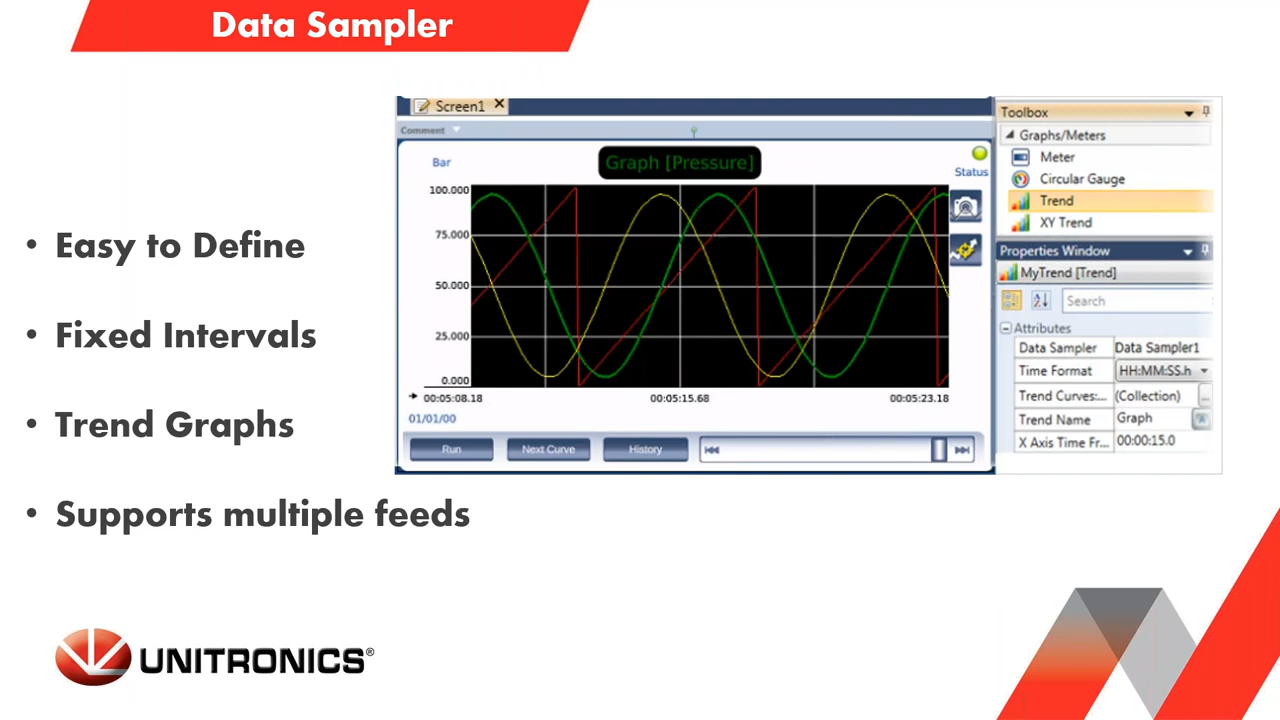 Data Sampler
• Easy to Define
• Fixed Intervals
• Trend Graphs
• Supports multiple feeds
Screen1
Comment
Bar
Graph [Pressure]
Status
100.000
75.000
50.000
25.000
0.000
00:05:08.18 00:05:15.68 00:05:23.18
01/01/00
Run Next Curve History
Toolbox
Graphs/Meters
Meter
Circular Gauge
Trend
XY Trend
Properties Window
MyTrend [Trend]
Search
Attributes
Data Sampler Data Sampler1
Time Format HH:MM:SS.h
Trend Curves:... (Collection) ...
Trend Name Graph
X Axis Time Fr... 00:00:15.0
UNITRONICS®